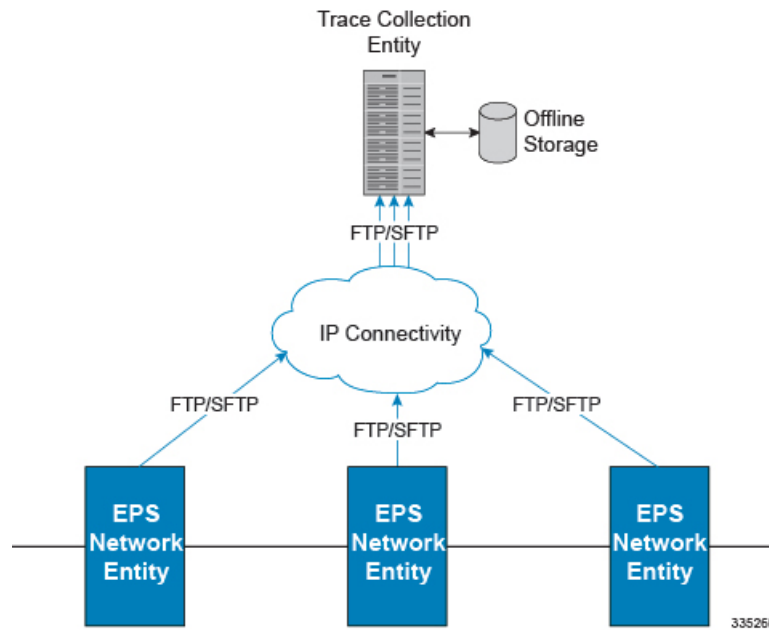 Trace Collection
Entity
Offline
Storage
FTP/SFTP
IP Connectivity
FTP/SFTP
FTP/SFTP
FTP/SFTP
EPS
Network
Entity
EPS
Network
Entity
EPS
Network
Entity